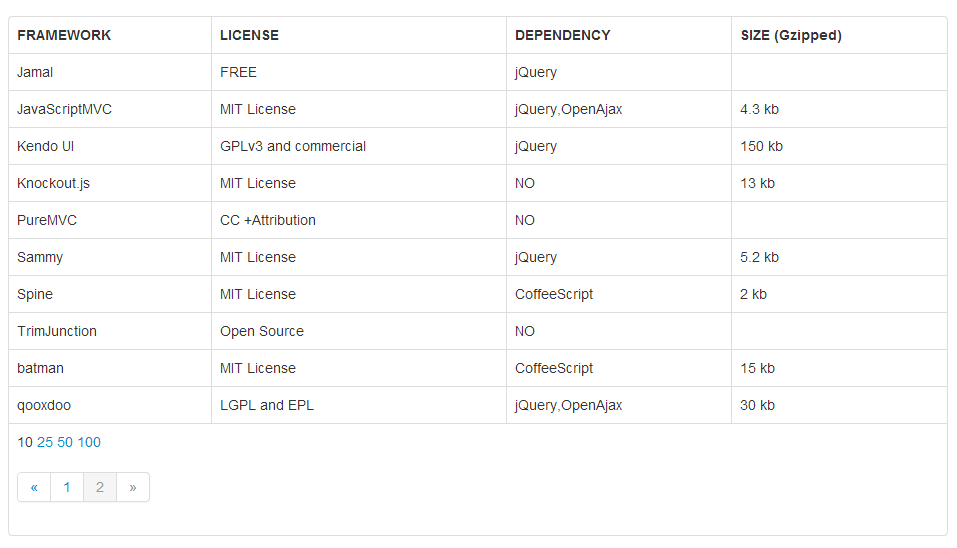 FRAMEWORK LICENSE DEPENDENCY SIZE (Gzipped)
Jamal FREE jQuery
JavaScriptMVC MIT License jQuery,OpenAjax 4.3 kb
Kendo UI GPLv3 and commercial jQuery 150 kb
Knockout.js MIT License NO 13 kb
PureMVC CC +Attribution NO
Sammy MIT License jQuery 5.2 kb
Spine MIT License CoffeeScript 2 kb
TrimJunction Open Source NO
batman MIT License CoffeeScript 15 kb
qooxdoo LGPL and EPL jQuery,OpenAjax 30 kb
10 25 50 100
« 1 2 »